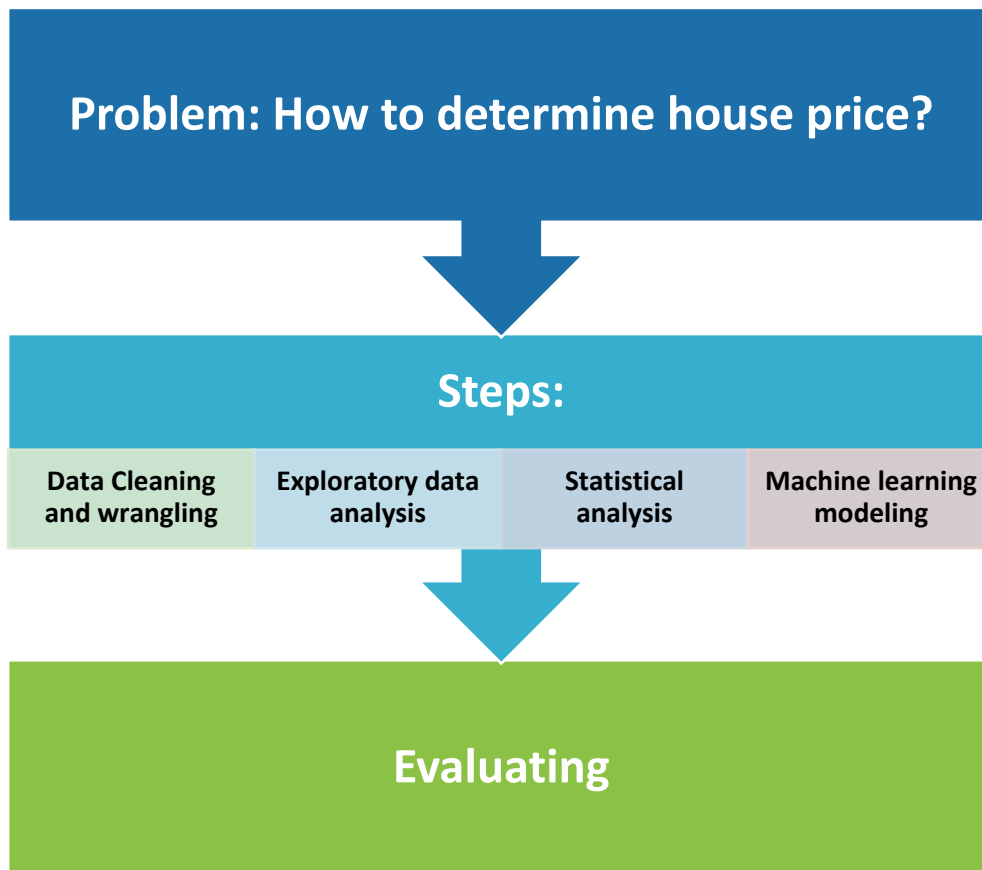 Problem: How to determine house price?
Steps:
Data Cleaning
and wrangling
Exploratory data
analysis
Statistical
analysis
Machine learning
modeling
Evaluating